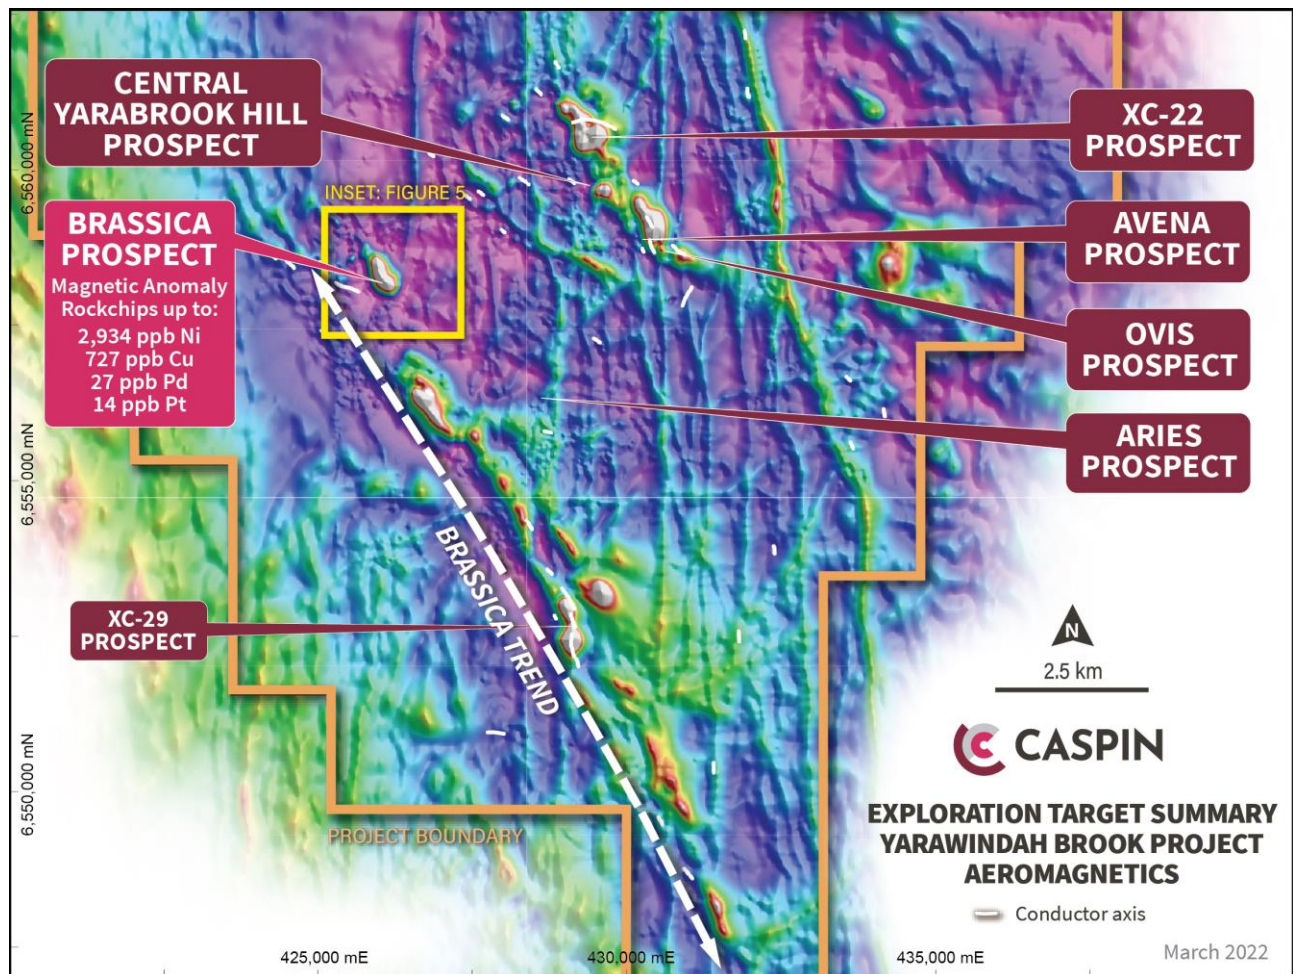 CENTRAL
YARABROOK HILL
PROSPECT
XC-22
PROSPECT
6,560,000 mN
INSET: FIGURE 5
BRASSICA
PROSPECT
Magnetic Anomaly
Rockchips up to:
2,934 ppb Ni
727 ppb Cu
27 ppb Pd
14 ppb Pt
AVENA
PROSPECT
OVIS
PROSPECT
ARIES
PROSPECT
6,555,000 mN
BRASSICA TREND
XC-29
PROSPECT
N
2.5 km
CASPIN
6,550,000 mN
PROJECT BOUNDARY
EXPLORATION TARGET SUMMARY
YARAWINDAH BROOK PROJECT
AEROMAGNETICS
Conductor axis
425,000 mE
430,000 mE
435,000 mE
March 2022